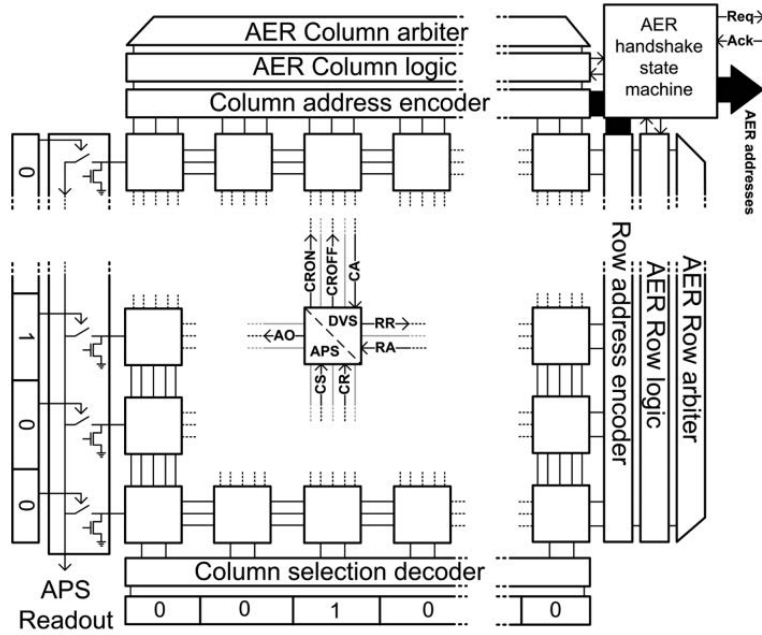 AER Column arbiter
AER Column logic
Column address encoder
AER
handshake
state
machine
Req
Ack
AER addresses
0
1
0
0
CRON
CROFF
CA
DVS
APS
AO
RR
RA
CS
CR
Row address encoder
AER Row logic
AER Row arbiter
Column selection decoder
0 0 1 0 0
APS
Readout